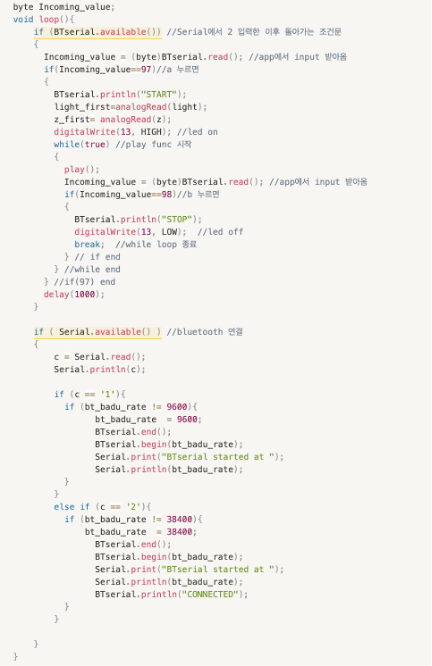 byte Incoming_value;
void loop(){
if (BTserial.available()) //Serial에서 2 입력한 이후 돌아가는 조건문
{
Incoming_value = (byte)BTserial.read(); //app에서 input 받아옴
if(Incoming_value==97)//a 누르면
{
BTserial.println("START");
light_first=analogRead(light);
z_first= analogRead(z);
digitalWrite(13, HIGH); //led on
while(true) //play func 시작
{
play();
Incoming_value = (byte)BTserial.read(); //app에서 input 받아옴
if(Incoming_value==98)//b 누르면
{
BTserial.println("STOP");
digitalWrite(13, LOW); //led off
break; //while loop 종료
} // if end
} //while end
} //if(97) end
delay(1000);
}
if ( Serial.available() ) //bluetooth 연결
{
c = Serial.read();
Serial.println(c);
if (c == '1'){
if (bt_badu_rate != 9600){
bt_badu_rate = 9600;
BTserial.end();
BTserial.begin(bt_badu_rate);
Serial.print("BTserial started at ");
Serial.println(bt_badu_rate);
}
}
else if (c == '2'){
if (bt_badu_rate != 38400){
bt_badu_rate = 38400;
BTserial.end();
BTserial.begin(bt_badu_rate);
Serial.print("BTserial started at ");
Serial.println(bt_badu_rate);
BTserial.println("CONNECTED");
}
}
}
}